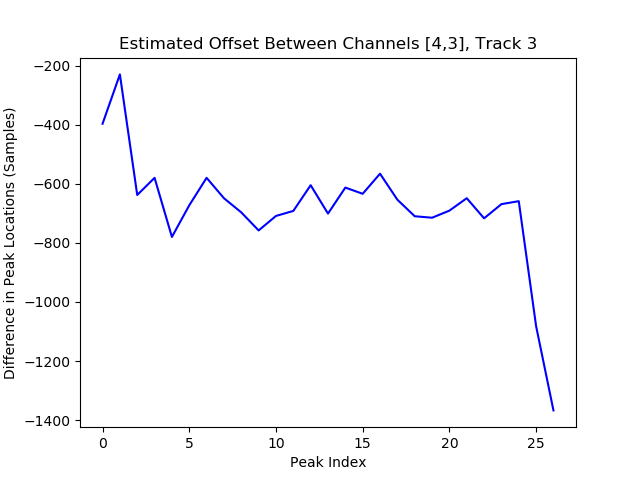 Estimated Offset Between Channels [4,3], Track 3
Difference in Peak Locations (Samples)
−200
−400
−600
−800
−1000
−1200
−1400
0 5 10 15 20 25
Peak Index